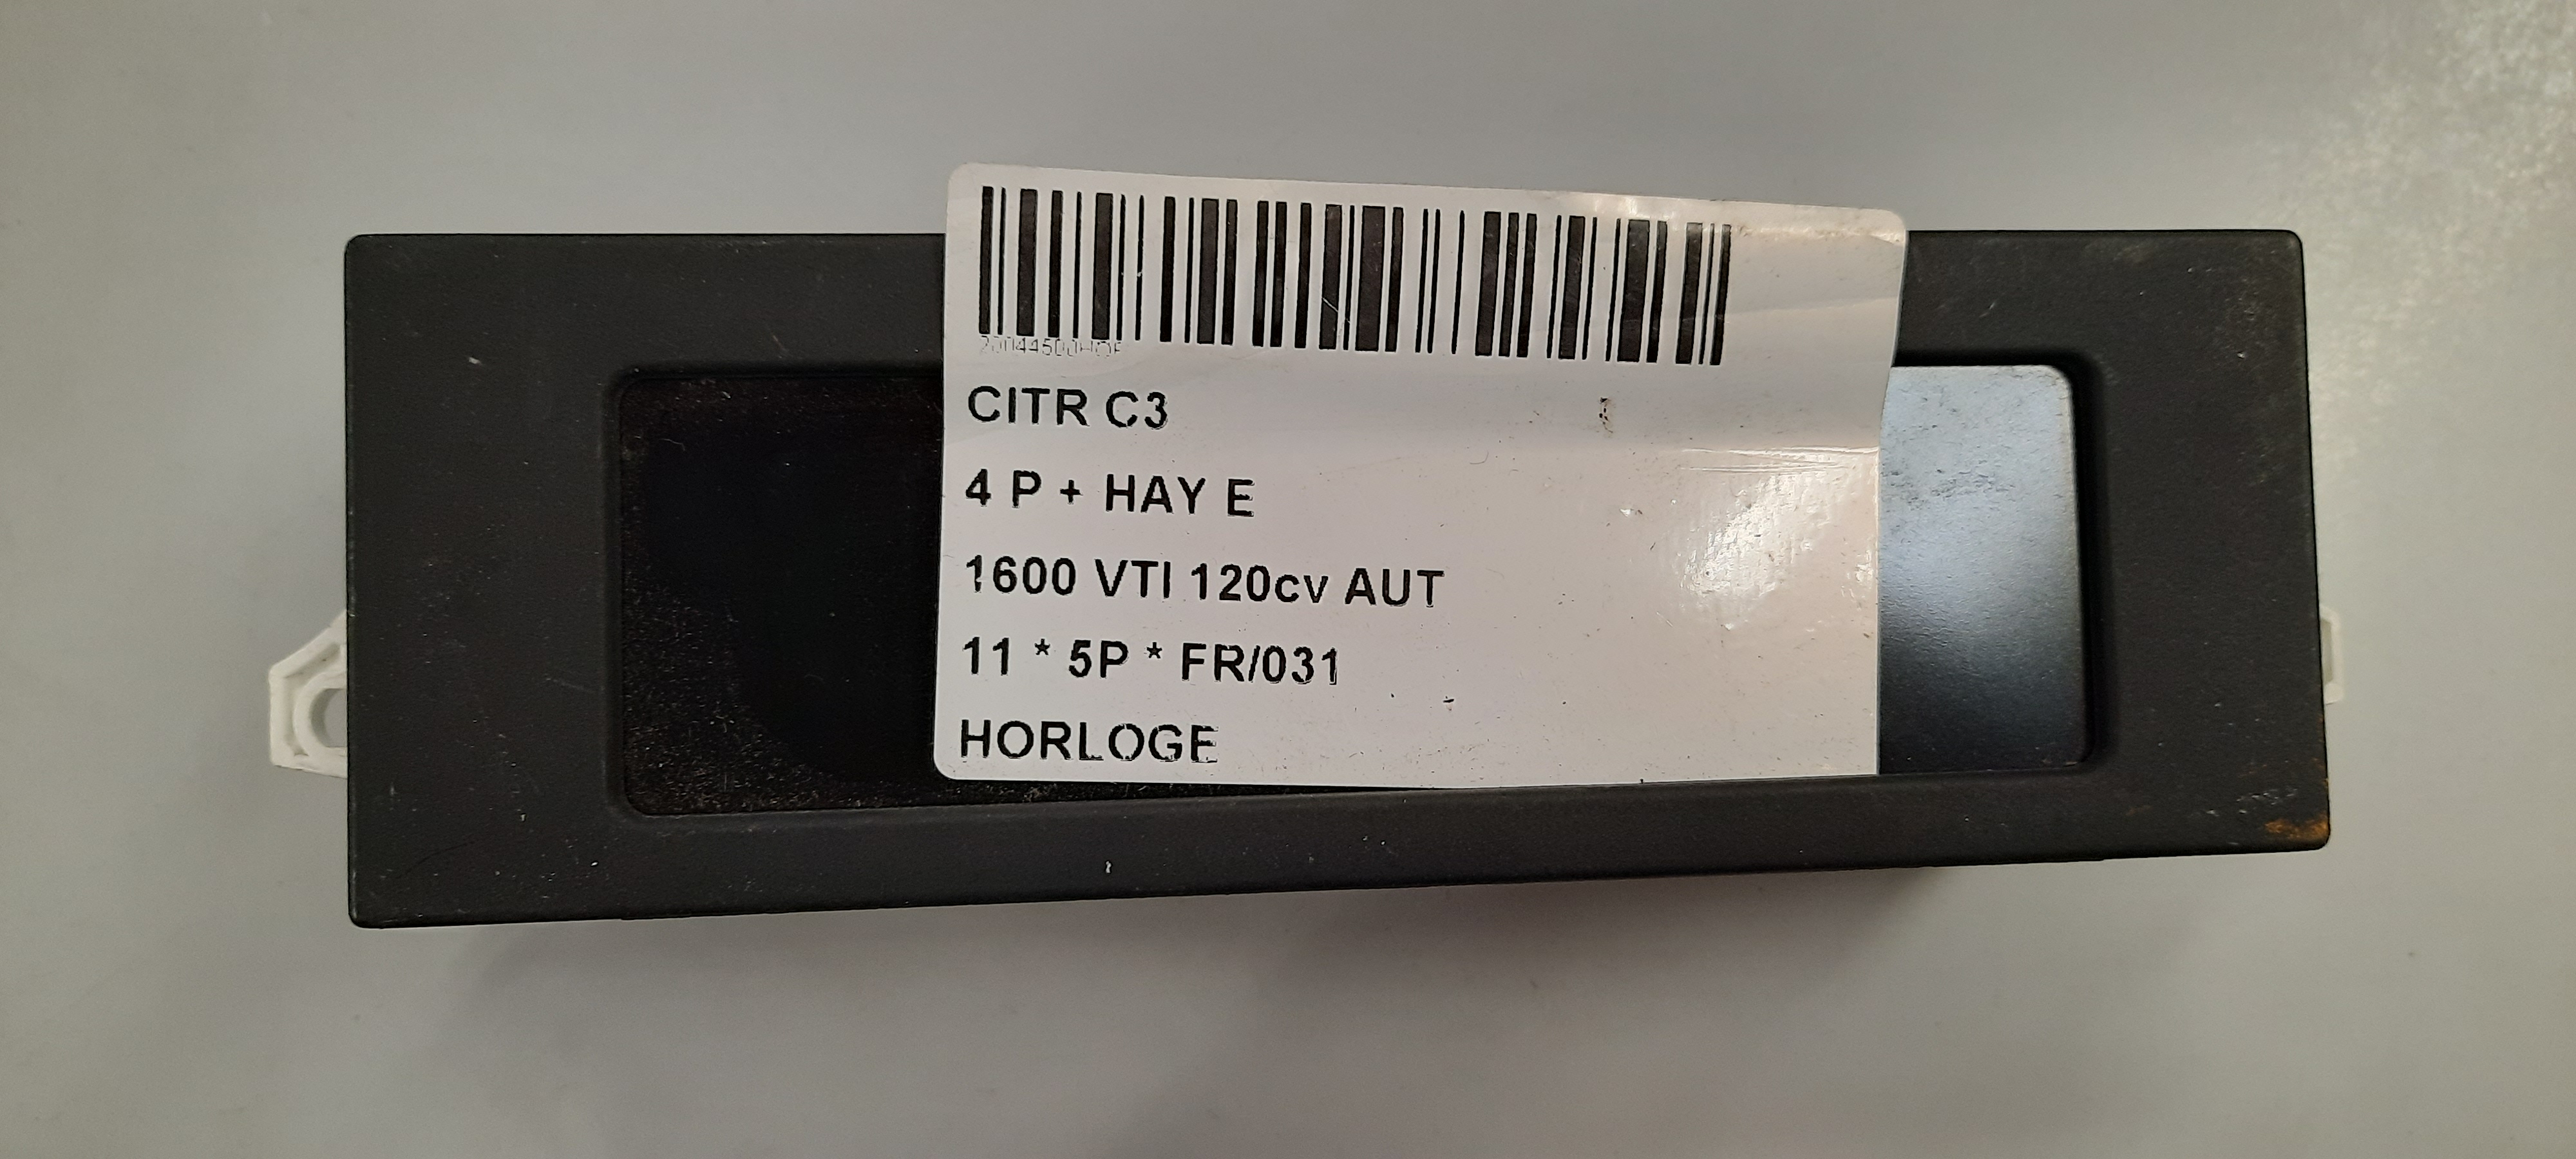 CITR C3
4 P + HAY E
1600 VTI 120cv AUT
11 * 5P * FR/031
HORLOGE